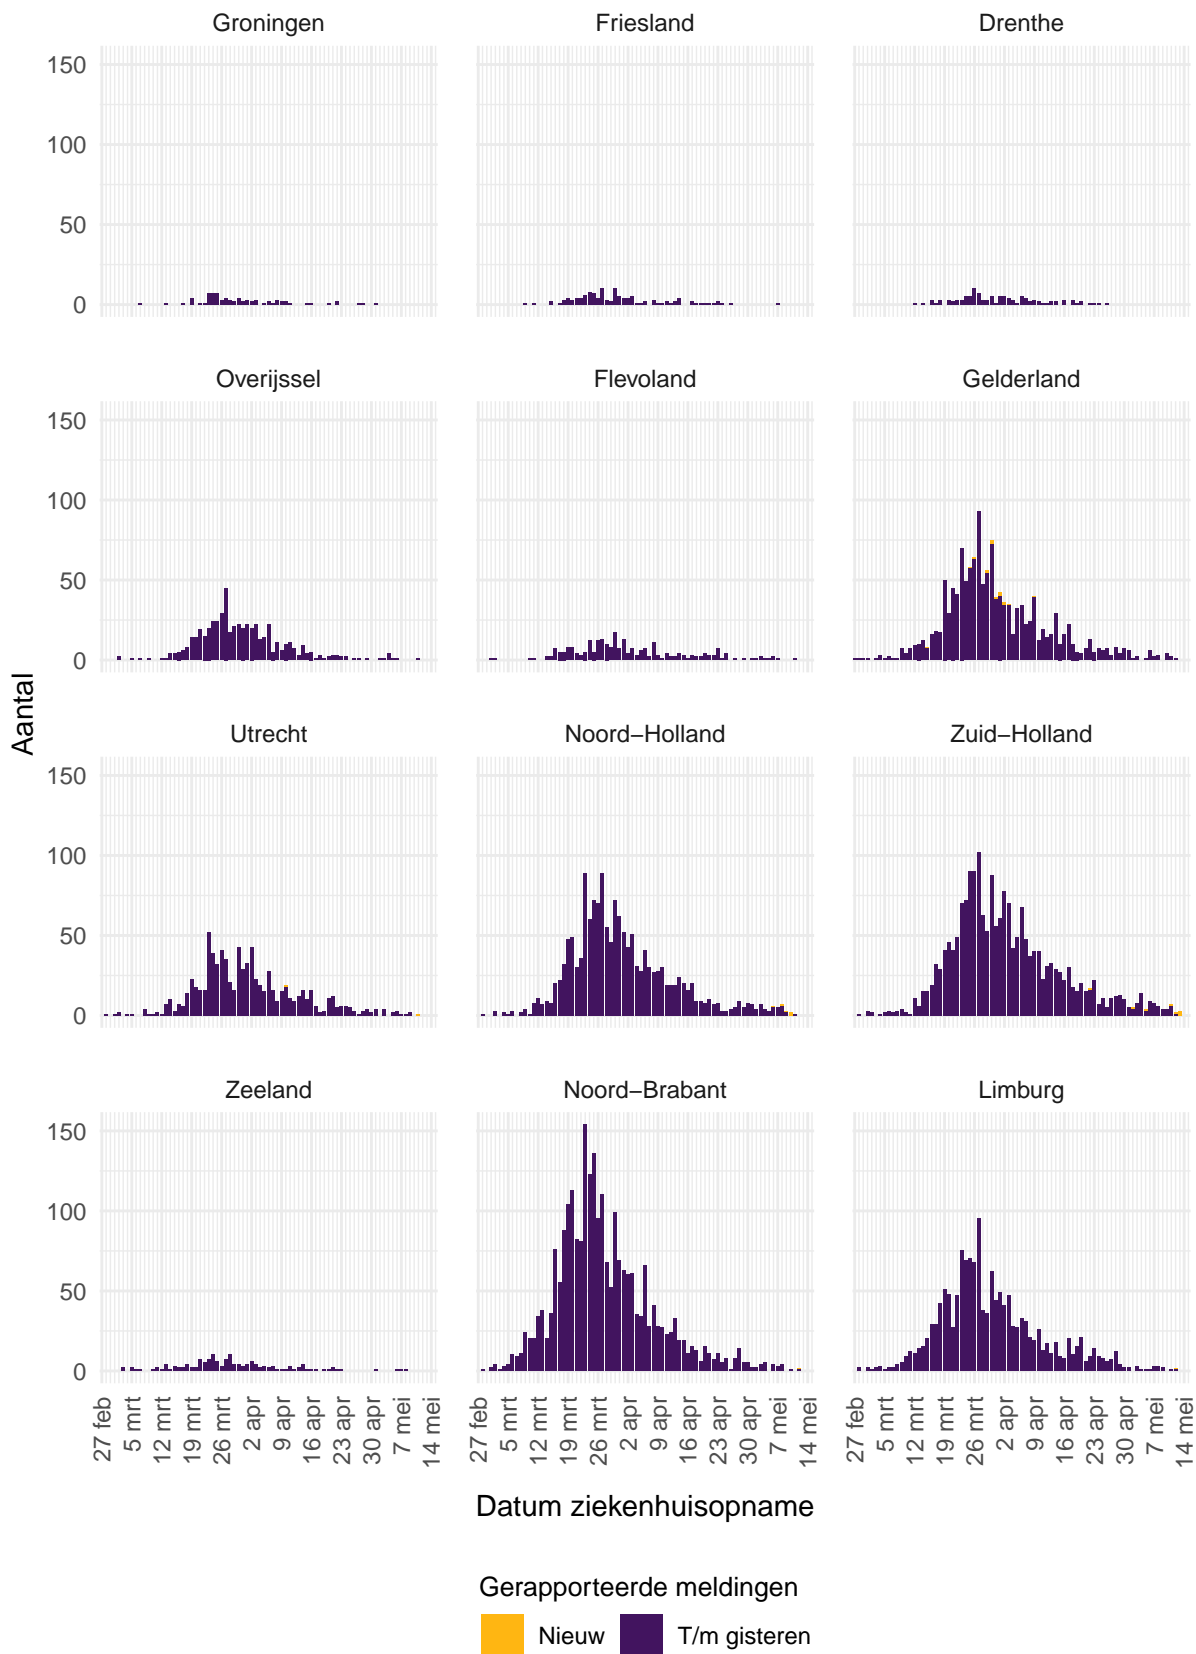 Groningen Friesland Drenthe
150
100
50
0
Overijssel Flevoland Gelderland
150
100
50
0
Aantal
Utrecht Noord−Holland Zuid−Holland
150
100
50
0
Zeeland Noord−Brabant Limburg
150
100
50
0
27 feb 5 mrt 12 mrt 19 mrt 26 mrt 2 apr 9 apr 16 apr 23 apr 30 apr 7 mei 14 mei 27 feb 5 mrt 12 mrt 19 mrt 26 mrt 2 apr 9 apr 16 apr 23 apr 30 apr 7 mei 14 mei 27 feb 5 mrt 12 mrt 19 mrt 26 mrt 2 apr 9 apr 16 apr 23 apr 30 apr 7 mei 14 mei
Datum ziekenhuisopname
Gerapporteerde meldingen
Nieuw T/m gisteren